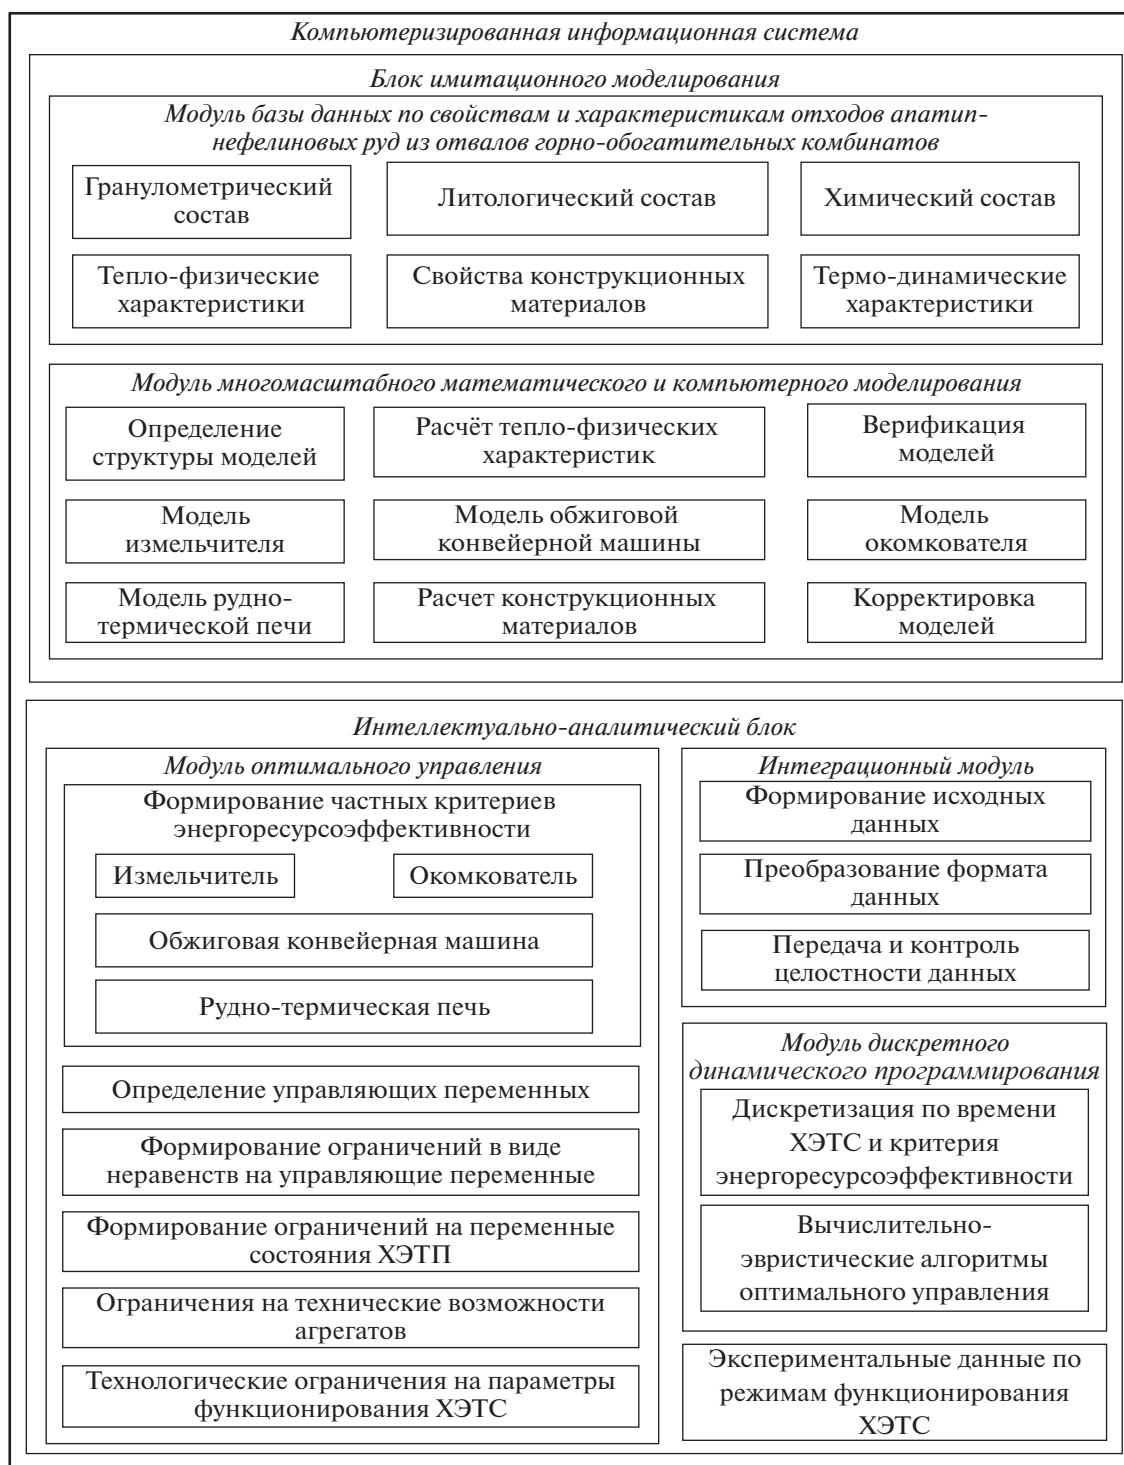 Компьютеризированная информационная система
Блок имитационного моделирования
Модуль базы данных по свойствам и характеристикам отходов апатип-
нефелиновых руд из отвалов горно-обогатительных комбинатов
Гранулометрический
состав
Литологический состав
Химический состав
Тепло-физические
характеристики
Свойства конструкционных
материалов
Термо-динамические
характеристики
Модуль многомасштабного математического и компьютерного моделирования
Определение
структуры моделей
Расчёт тепло-физических
характеристик
Верификация
моделей
Модель
измельчителя
Модель обжиговой
конвейерной машины
Модель
окомкователя
Модель рудно-
термической печи
Расчет конструкционных
материалов
Корректировка
моделей
Интеллектуально-аналитический блок
Модуль оптимального управления
Формирование частных критериев
энергоресурсоэффективности
Измельчитель
Окомкователь
Обжиговая конвейерная машина
Рудно-термическая печь
Определение управляющих переменных
Формирование ограничений в виде
неравенств на управляющие переменные
Формирование ограничений на переменные
состояния ХЭТП
Ограничения на технические возможности
агрегатов
Технологические ограничения на параметры
функционирования ХЭТС
Интеграционный модуль
Формирование исходных
данных
Преобразование формата
данных
Передача и контроль
целостности данных
Модуль дискретного
динамического программирования
Дискретизация по времени
ХЭТС и критерия
энергоресурсоэффективности
Вычислительно-
эвристические алгоритмы
оптимального управления
Экспериментальные данные по
режимам функционирования
ХЭТС